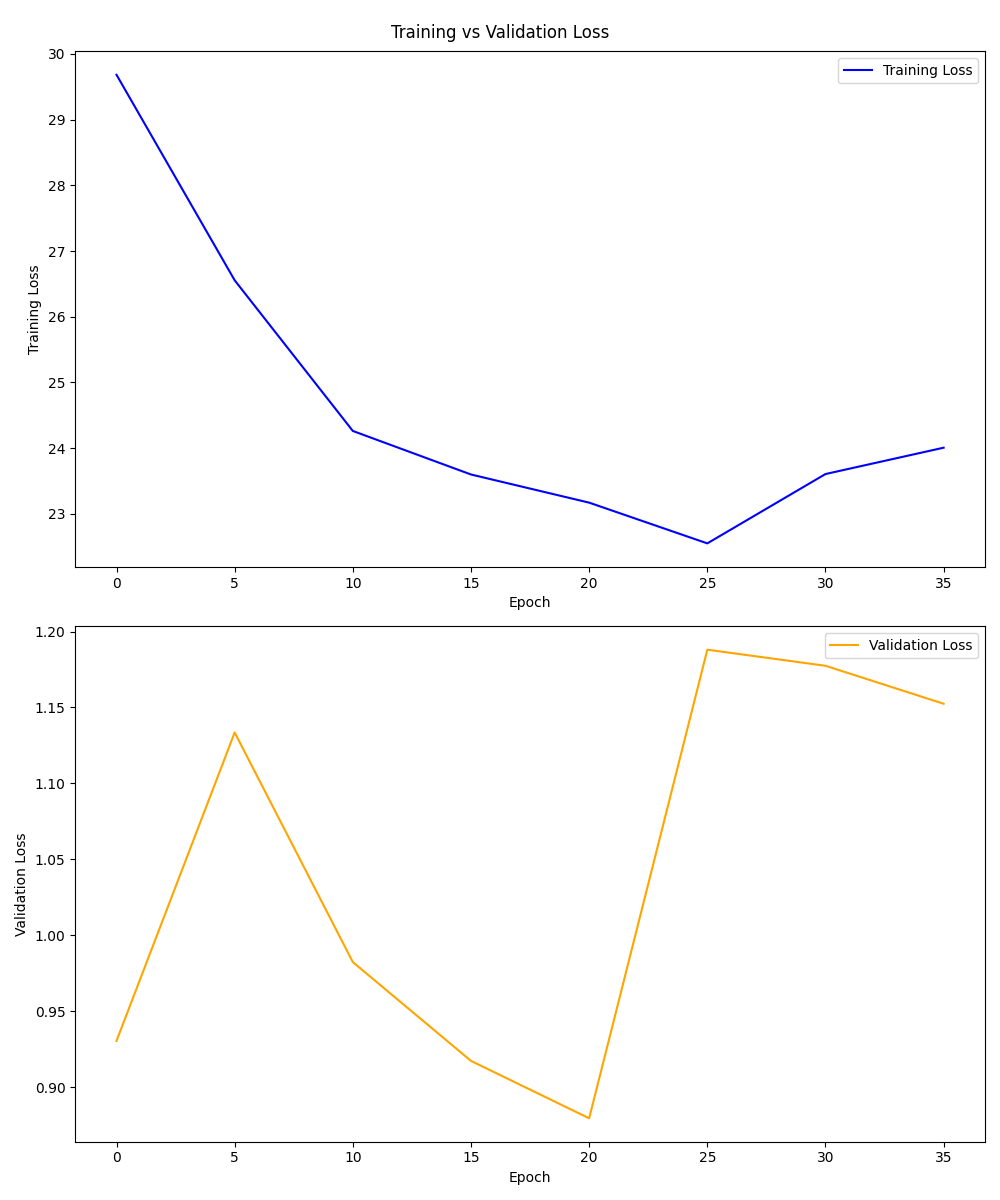 Training vs Validation Loss
30
Training Loss
29
28
27
26
25
24
23
Training Loss
0 5 10 15 20 25 30 35
Epoch
1.20
Validation Loss
1.15
1.10
1.05
1.00
0.95
0.90
Validation Loss
0 5 10 15 20 25 30 35
Epoch